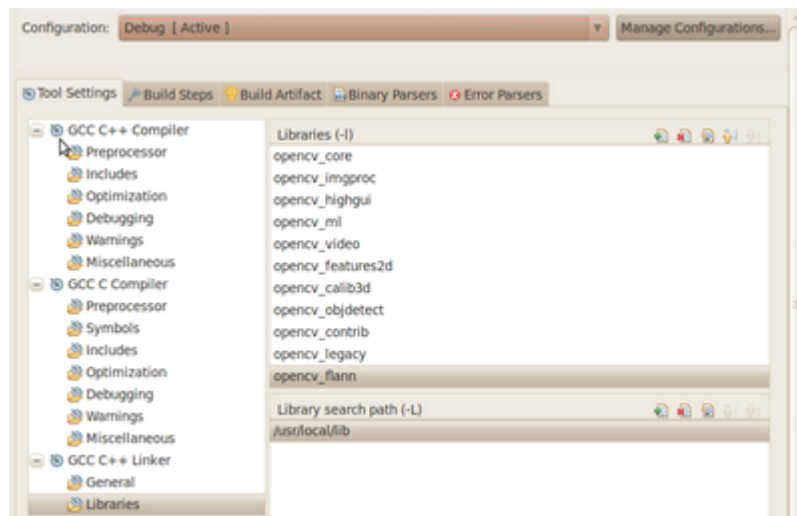 Configuration: Debug [ Active ] Manage Configurations...
Tool Settings Build Steps Build Artifact Binary Parsers Error Parsers
GCC C++ Compiler
Preprocessor
Includes
Optimization
Debugging
Warnings
Miscellaneous
GCC C Compiler
Preprocessor
Symbols
Includes
Optimization
Debugging
Warnings
Miscellaneous
GCC C++ Linker
General
Libraries
Libraries (-l)
opencv_core
opencv_imgproc
opencv_highgui
opencv_ml
opencv_video
opencv_features2d
opencv_calib3d
opencv_objdetect
opencv_contrib
opencv_legacy
opencv_flann
Library search path (-L)
/usr/local/lib